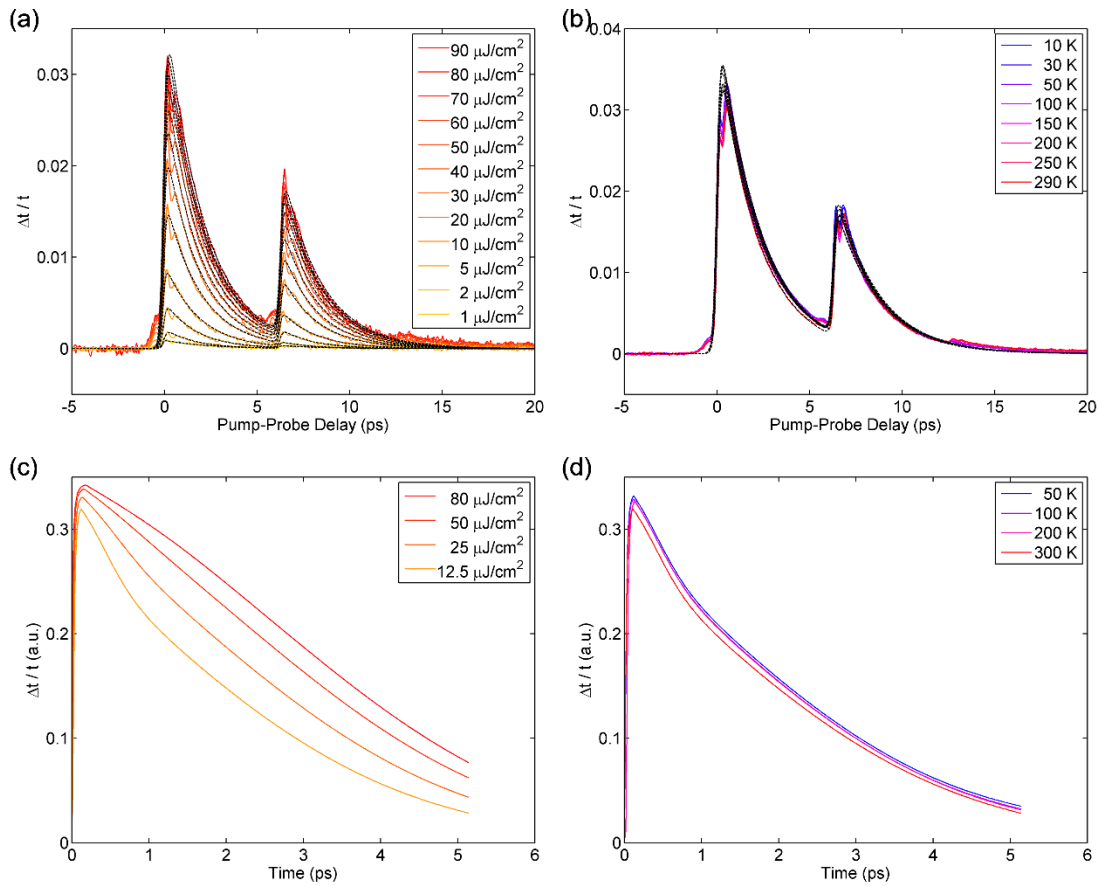 (a)
Δt / t
0.03
0.02
0.01
0
-5
0
5
10
15
20
Pump-Probe Delay (ps)
90 μJ/cm²
80 μJ/cm²
70 μJ/cm²
60 μJ/cm²
50 μJ/cm²
40 μJ/cm²
30 μJ/cm²
20 μJ/cm²
10 μJ/cm²
5 μJ/cm²
2 μJ/cm²
1 μJ/cm²
(b)
Δt / t
0.04
0.03
0.02
0.01
0
-5
0
5
10
15
20
Pump-Probe Delay (ps)
10 K
30 K
50 K
100 K
150 K
200 K
250 K
290 K
(c)
Δt / t (a.u.)
0.3
0.2
0.1
0
0
1
2
3
4
5
6
Time (ps)
80 μJ/cm²
50 μJ/cm²
25 μJ/cm²
12.5 μJ/cm²
(d)
Δt / t (a.u.)
0.3
0.2
0.1
0
0
1
2
3
4
5
6
Time (ps)
50 K
100 K
200 K
300 K